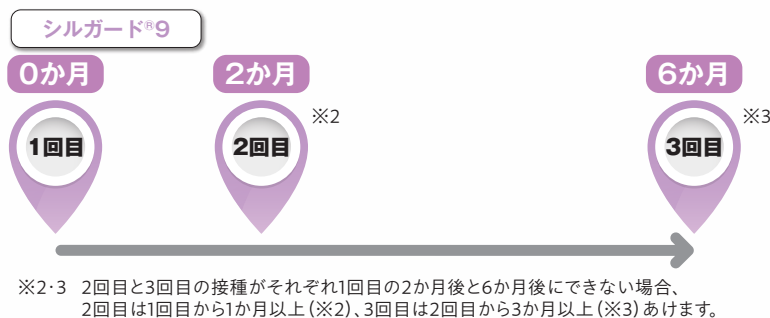 シルガード®9
0か月 2か月 6か月
1回目 2回目 ※2 3回目 ※3
※2・3 2回目と3回目の接種がそれぞれ1回目の2か月後と6か月後にできない場合、
2回目は1回目から1か月以上(※2)、3回目は2回目から3か月以上(※3)あけます。